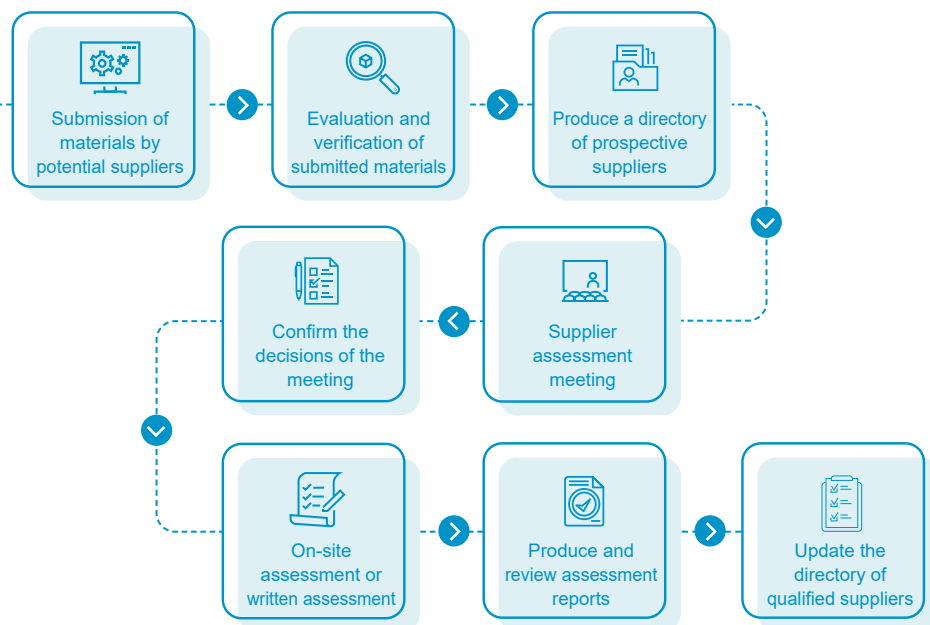 Submission of
materials by
potential suppliers
Evaluation and
verification of
submitted materials
Produce a directory
of prospective
suppliers
Supplier
assessment
meeting
Confirm the
decisions of the
meeting
On-site
assessment or
written assessment
Produce and
review assessment
reports
Update the
directory of
qualified suppliers